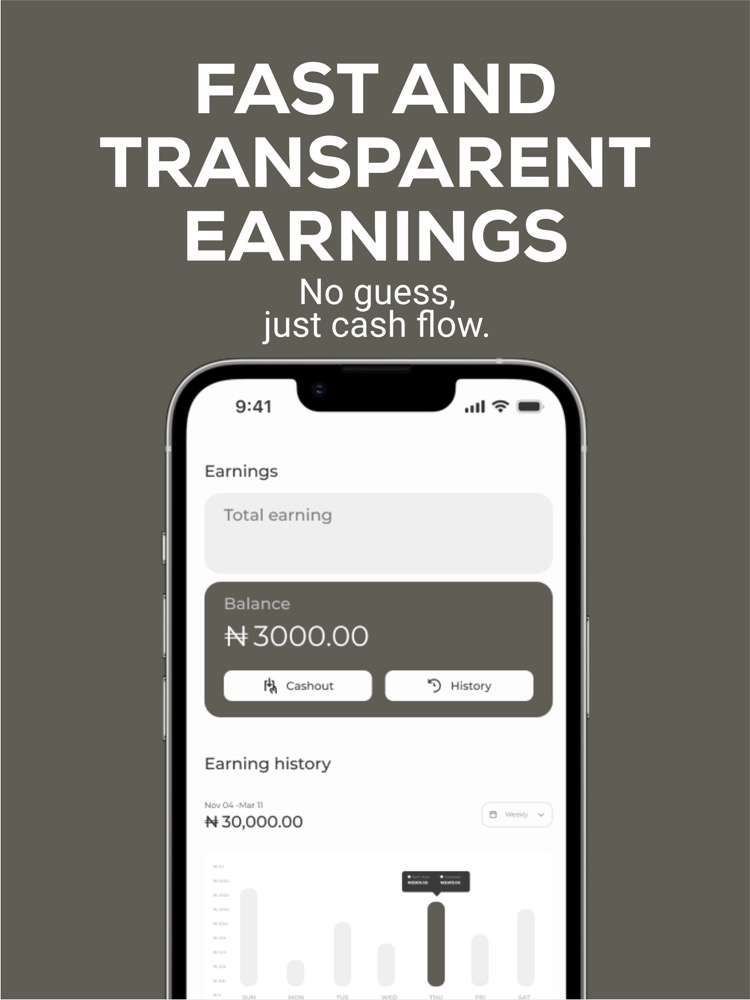 FAST AND
TRANSPARENT
EARNINGS
No guess,
just cash flow.
9:41
Earnings
Total earning
Balance
₦ 3000.00
Cashout
History
Earning history
Nov 04 -Mar 11
₦ 30,000.00
Weekly
SUN MON TUE WED THU FRI SAT